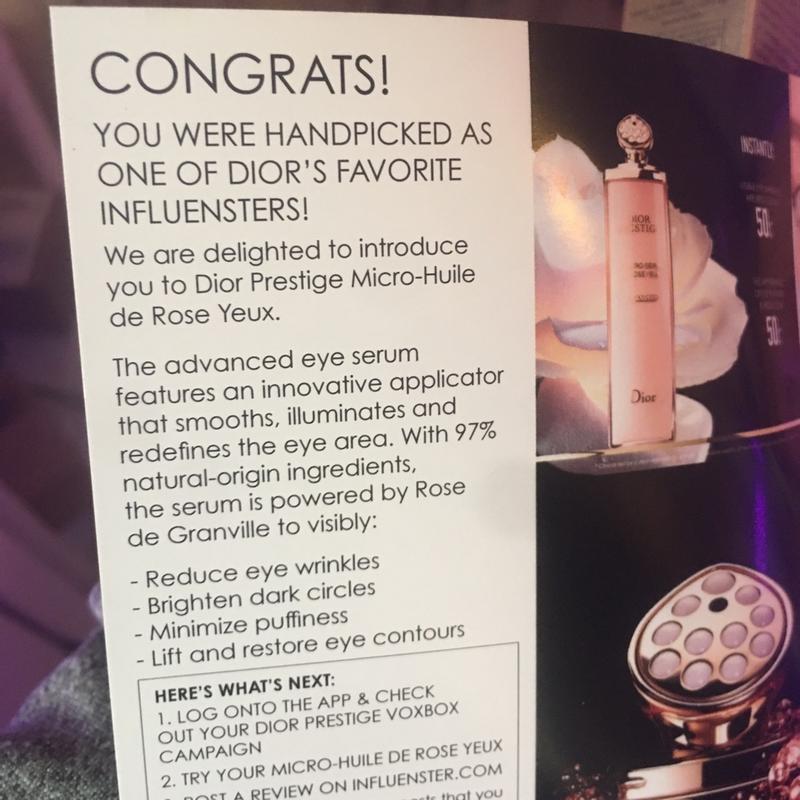 CONGRATS!
YOU WERE HANDPICKED AS
ONE OF DIOR'S FAVORITE
INFLUENSTERS!
We are delighted to introduce
you to Dior Prestige Micro-Huile
de Rose Yeux.
The advanced eye serum
features an innovative applicator
that smooths, illuminates and
redefines the eye area. With 97%
natural-origin ingredients,
the serum is powered by Rose
de Granville to visibly:
- Reduce eye wrinkles
- Brighten dark circles
- Minimize puffiness
- Lift and restore eye contours
HERE'S WHAT'S NEXT:
1. LOG ONTO THE APP & CHECK
OUT YOUR DIOR PRESTIGE VOXBOX
CAMPAIGN
2. TRY YOUR MICRO-HUILE DE ROSE YEUX
POST A REVIEW ON INFLUENSTER.COM
that you
DIOR
Dior
INSTANTLY
50
50